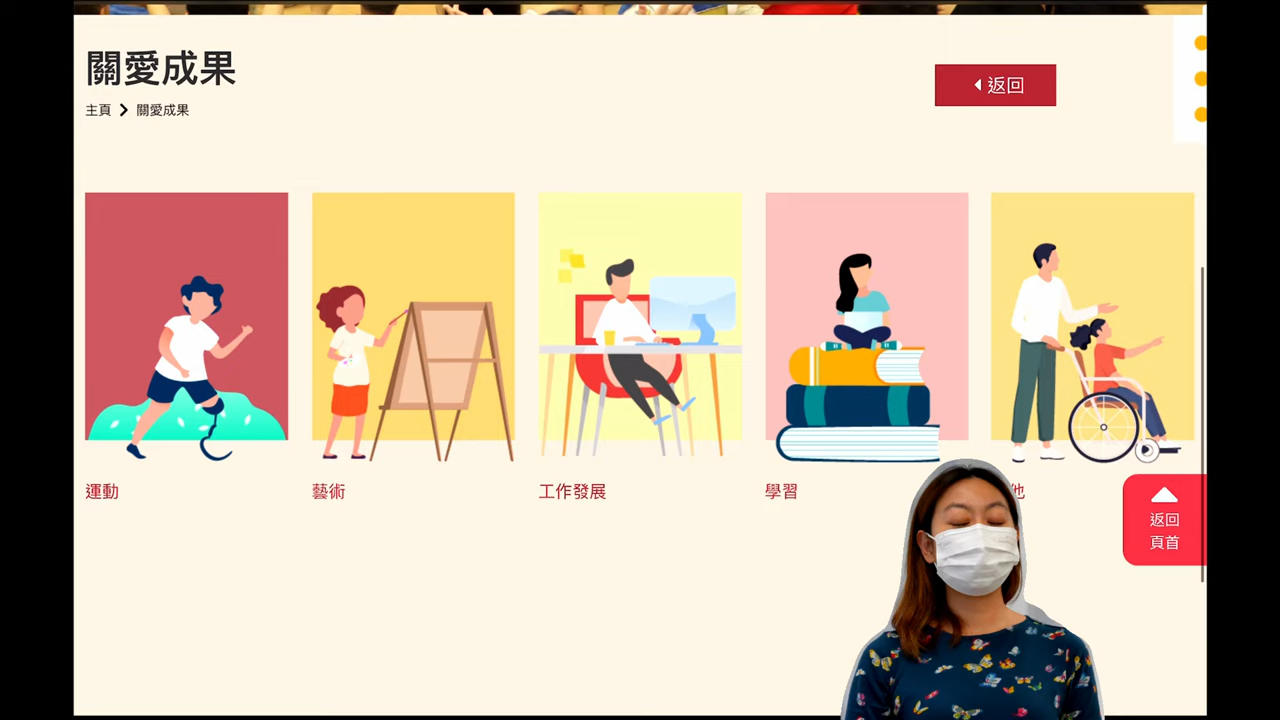 關愛成果
返回
主頁 關愛成果
運動
藝術
工作發展
學習
他
返回
頁首